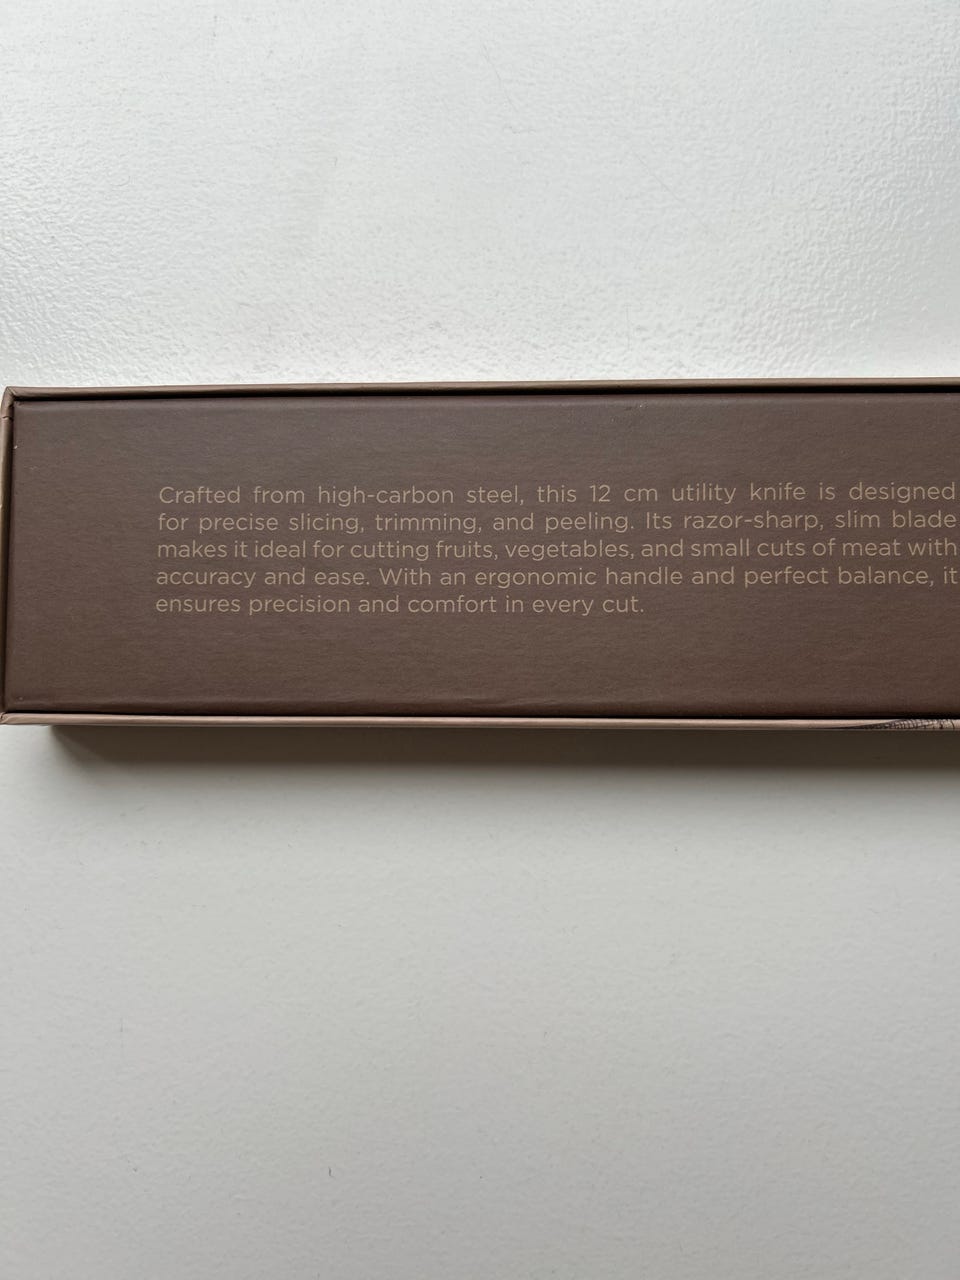 Crafted from high-carbon steel, this 12 cm utility knife is designed
for precise slicing, trimming, and peeling. Its razor-sharp, slim blade
makes it ideal for cutting fruits, vegetables, and small cuts of meat with
accuracy and ease. With an ergonomic handle and perfect balance, it
ensures precision and comfort in every cut.